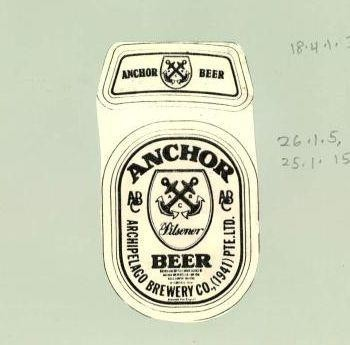 ANCHOR BEER
18.4.1.
ANCHOR
ABC ABC
Pilsener
BEER
ARCHIPELAGO BREWERY CO., (1941) PTE. LTD.
26.1.5,
25.1. 15